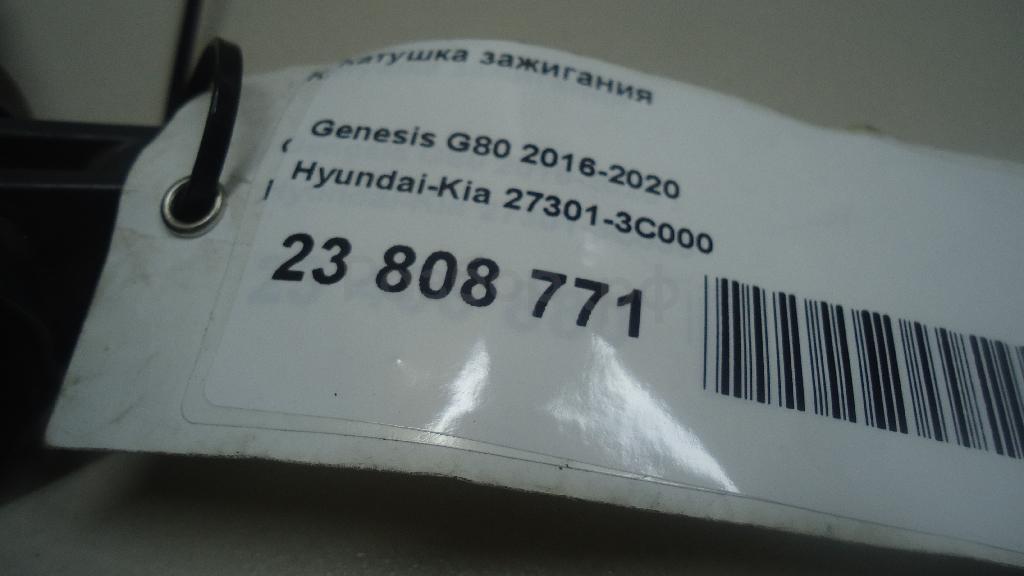 Катушка зажигания
Genesis G80 2016-2020
Hyundai-Kia 27301-3C000
23 808 771